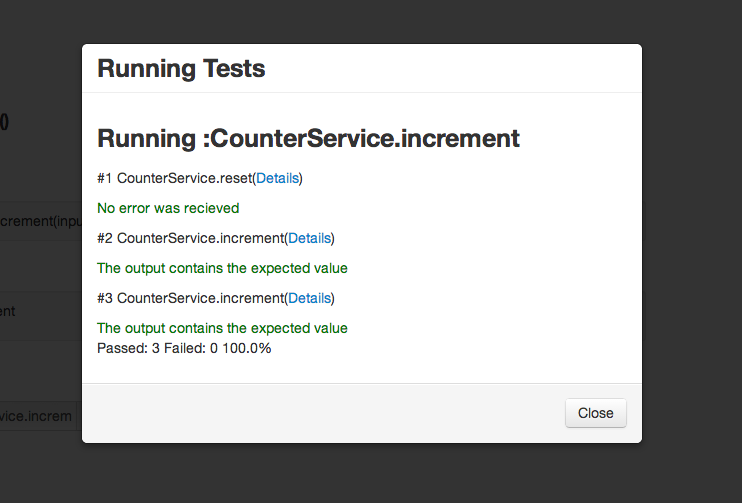 Running Tests
Running :CounterService.increment
0
#1 CounterService.reset(Details)
No error was recieved
crement(inpu
#2 CounterService.increment(Details)
The output contains the expected value
#3 CounterService.increment(Details)
ent
The output contains the expected value
Passed: 3 Failed: 0 100.0%
vice.increm
Close